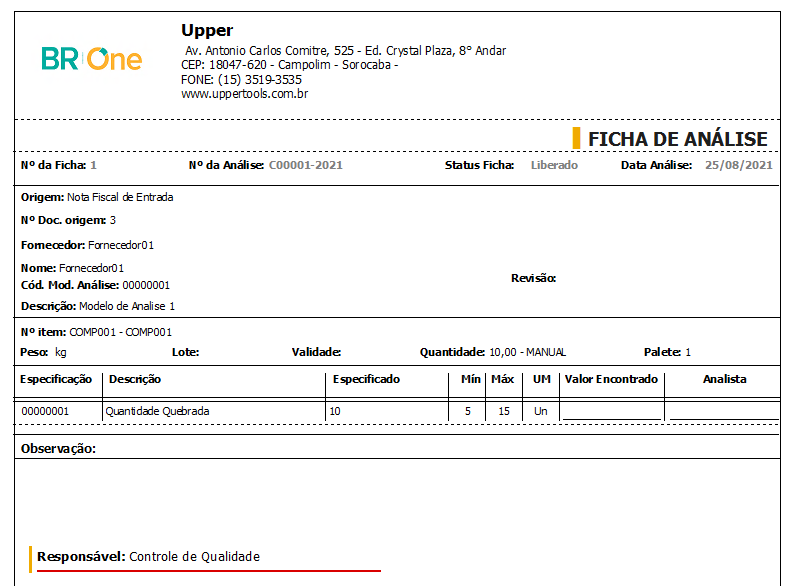 BR One
Upper
Av. Antonio Carlos Comitre, 525 - Ed. Crystal Plaza, 8° Andar
CEP: 18047-620 - Campolim - Sorocaba -
FONE: (15) 3519-3535
www.uppertools.com.br
FICHA DE ANÁLISE
Nº da Ficha: 1 Nº da Análise: C00001-2021 Status Ficha: Liberado Data Análise: 25/08/2021
Origem: Nota Fiscal de Entrada
Nº Doc. origem: 3
Fornecedor: Fornecedor01
Nome: Fornecedor01
Revisão:
Cód. Mod. Análise: 00000001
Descrição: Modelo de Analise 1
Nº item: COMP001 - COMP001
Peso: kg Lote: Validade: Quantidade: 10,00 - MANUAL Palete: 1
Especificação Descrição Especificado Mín Máx UM Valor Encontrado Analista
00000001 Quantidade Quebrada 10 5 15 Un
Observação:
Responsável: Controle de Qualidade